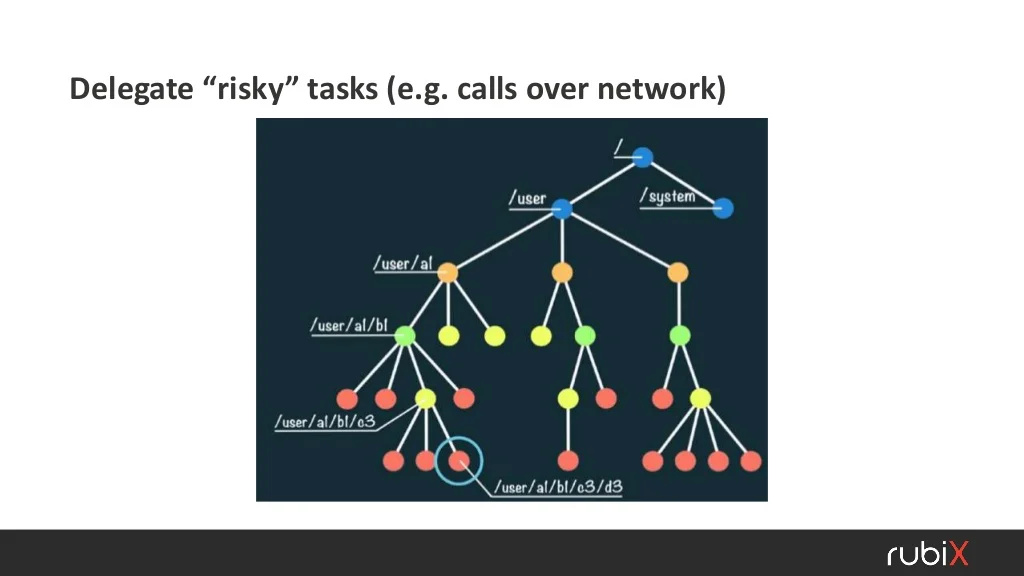 Delegate “risky” tasks (e.g. calls over network)
/
/user
/system
/user/a1
/user/a1/b1
/user/a1/b1/c3
/user/a1/b1/c3/d3
rubiX